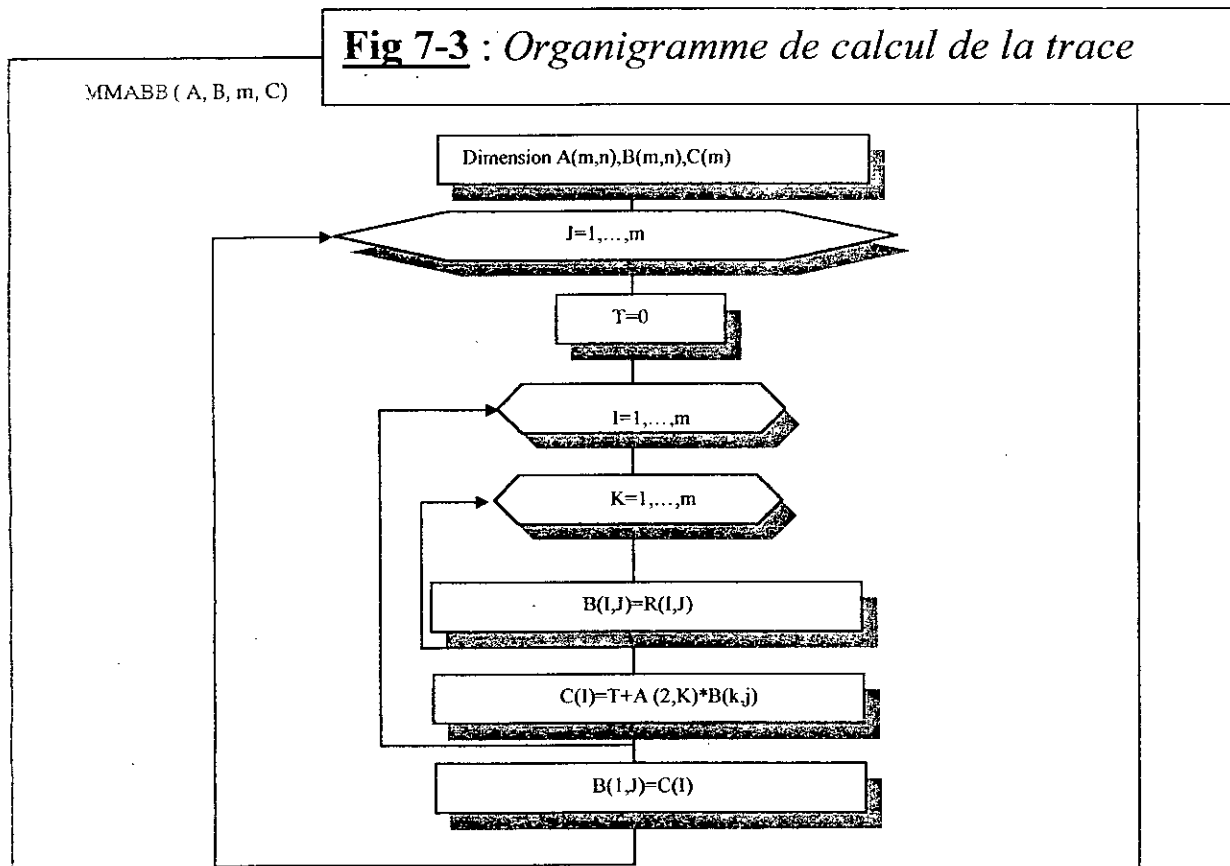 Fig 7-3 : Organigramme de calcul de la trace
MMABB ( A, B, m, C)
Dimension A(m,n),B(m,n),C(m)
J=1,…,m
T=0
I=1,…,m
K=1,…,m
B(I,J)=R(I,J)
C(I)=T+A (2,K)*B(k,j)
B(1,J)=C(I)